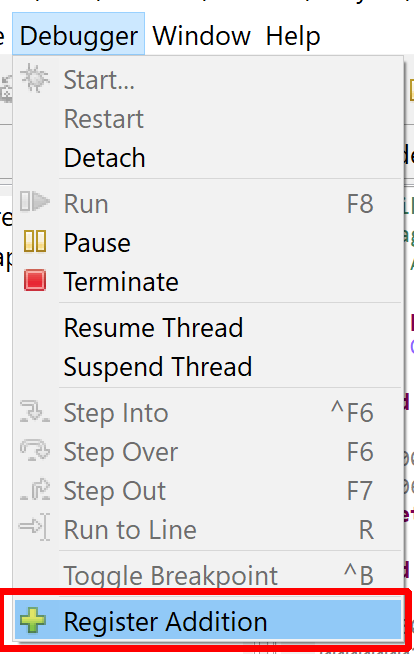 Debugger Window Help
Start...
Restart
Detach
Run F8
Pause
Terminate
Resume Thread
Suspend Thread
Step Into ^F6
Step Over F6
Step Out F7
Run to Line R
Toggle Breakpoint ^B
Register Addition